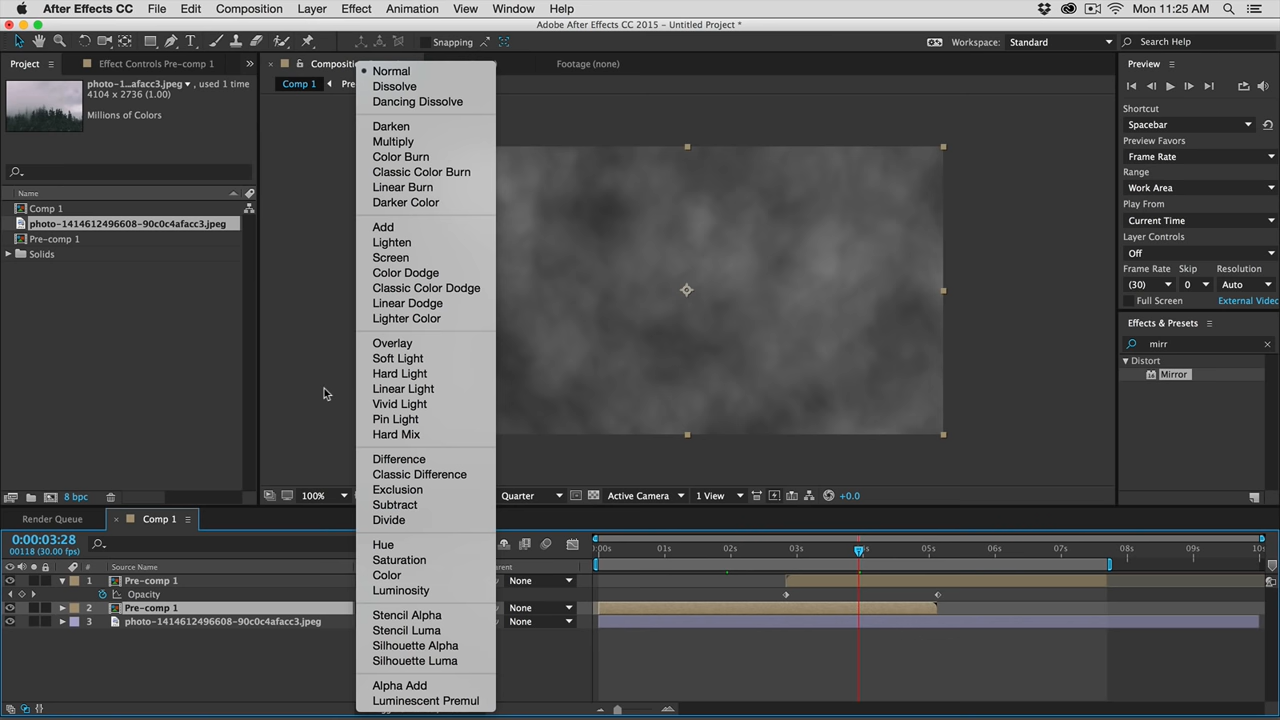 After Effects CC File Edit Composition Layer Effect Animation View Window Help Mon 11:25 AM
Adobe After Effects CC 2015 - Untitled Project *
Snapping Workspace: Standard Search Help
Project Effect Controls Pre-comp 1 Compositio Footage (none) Preview
Comp 1 Pre
photo-1...afacc3.jpeg , used 1 time
4104 x 2736 (1.00)
Millions of Colors
Name
Comp 1
photo-1414612496608-90c0c4afacc3.jpeg
Pre-comp 1
Solids
8 bpc
Normal
Dissolve
Dancing Dissolve
Darken
Multiply
Color Burn
Classic Color Burn
Linear Burn
Darker Color
Add
Lighten
Screen
Color Dodge
Classic Color Dodge
Linear Dodge
Lighter Color
Overlay
Soft Light
Hard Light
Linear Light
Vivid Light
Pin Light
Hard Mix
Difference
Classic Difference
Exclusion
Subtract
Divide
Hue
Saturation
Color
Luminosity
Stencil Alpha
Stencil Luma
Silhouette Alpha
Silhouette Luma
Alpha Add
Luminescent Premul
Shortcut
Spacebar
Preview Favors
Frame Rate
Range
Work Area
Play From
Current Time
Layer Controls
Off
Frame Rate Skip Resolution
(30) 0 Auto
Full Screen External Video
Effects & Presets
mirr
Distort
Mirror
100% Quarter Active Camera 1 View +0.0
Render Queue Comp 1
0:00:03:28
00118 (30.00 fps)
:00s 01s 02s 03s 05s 06s 07s 08s 09s 10s
1 Pre-comp 1 None
Opacity
2 Pre-comp 1 None
3 photo-1414612496608-90c0c4afacc3.jpeg None